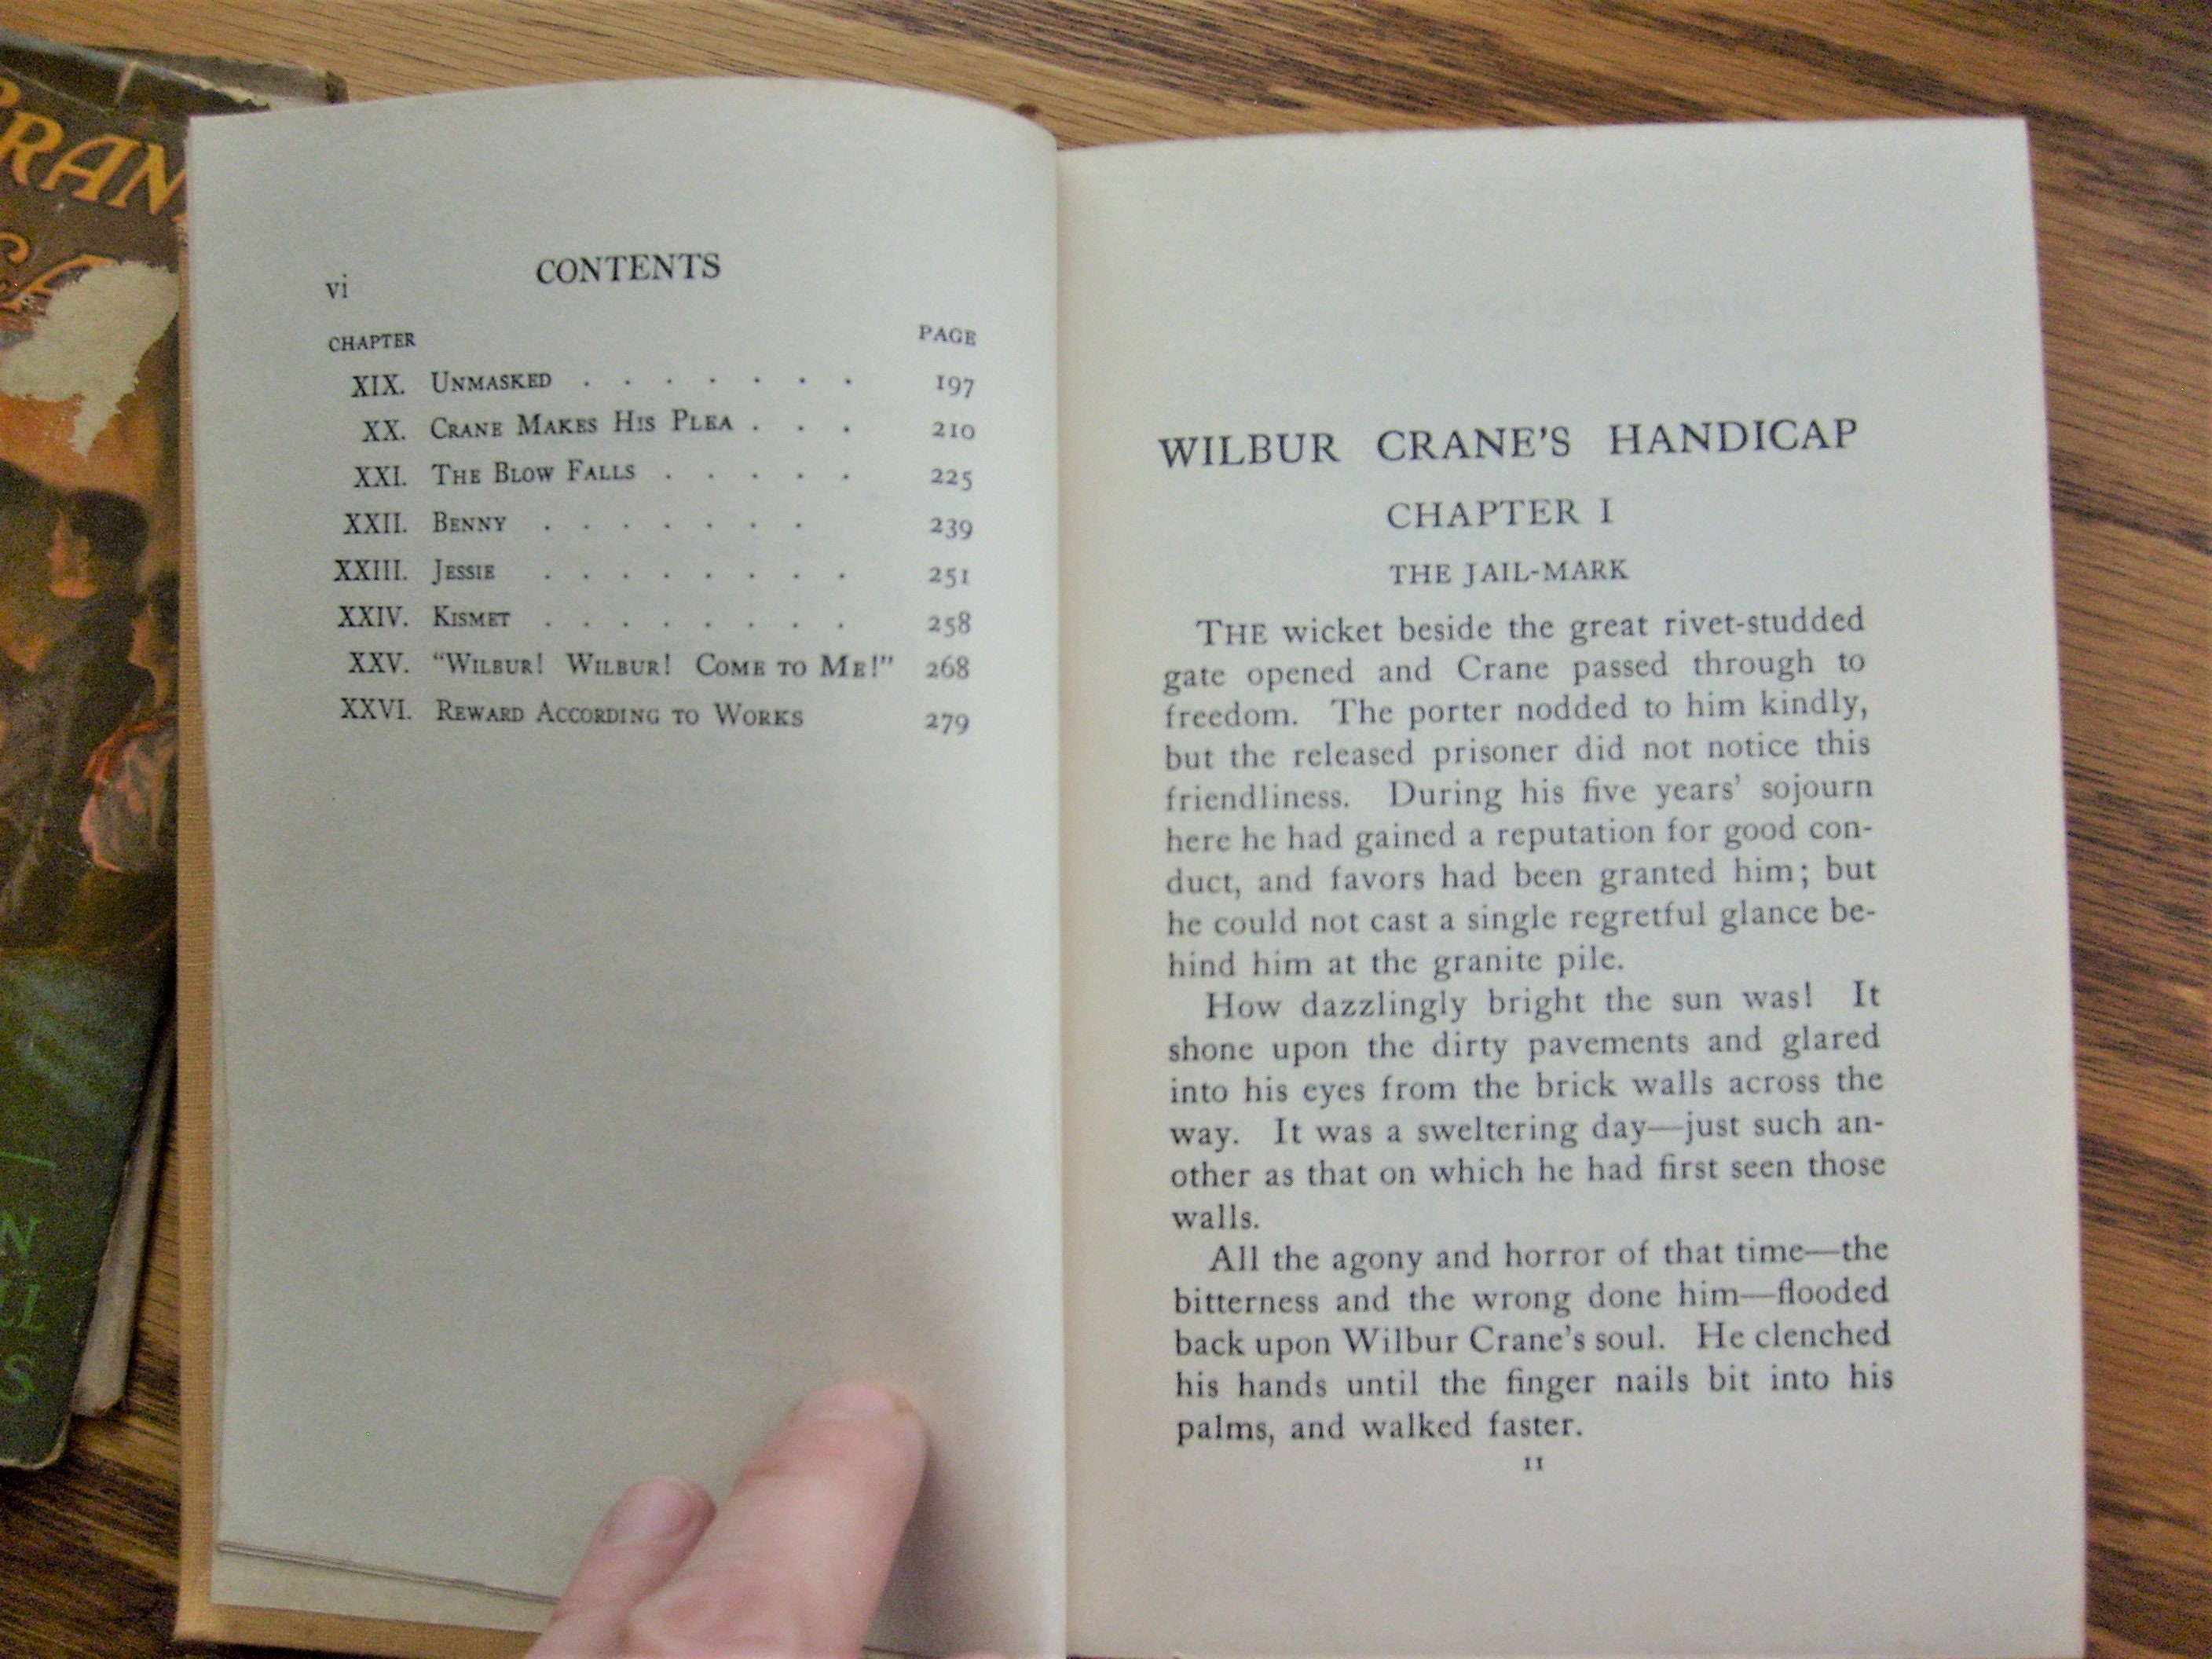 RAN
vi
CONTENTS
CHAPTER PAGE
XIX. UNMASKED . . . . . . . 197
XX. CRANE MAKES HIS PLEA . . . 210
XXI. THE BLOW FALLS . . . . . 225
XXII. BENNY . . . . . . . 239
XXIII. JESSIE . . . . . . . . 251
XXIV. KISMET . . . . . . . . 258
XXV. "WILBUR! WILBUR! COME TO ME!" 268
XXVI. REWARD ACCORDING TO WORKS 279
N
LL
S
WILBUR CRANE'S HANDICAP
CHAPTER I
THE JAIL-MARK
THE wicket beside the great rivet-studded
gate opened and Crane passed through to
freedom. The porter nodded to him kindly,
but the released prisoner did not notice this
friendliness. During his five years' sojourn
here he had gained a reputation for good con-
duct, and favors had been granted him; but
he could not cast a single regretful glance be-
hind him at the granite pile.
How dazzlingly bright the sun was! It
shone upon the dirty pavements and glared
into his eyes from the brick walls across the
way. It was a sweltering day—just such an-
other as that on which he had first seen those
walls.
All the agony and horror of that time—the
bitterness and the wrong done him—flooded
back upon Wilbur Crane's soul. He clenched
his hands until the finger nails bit into his
palms, and walked faster.
11